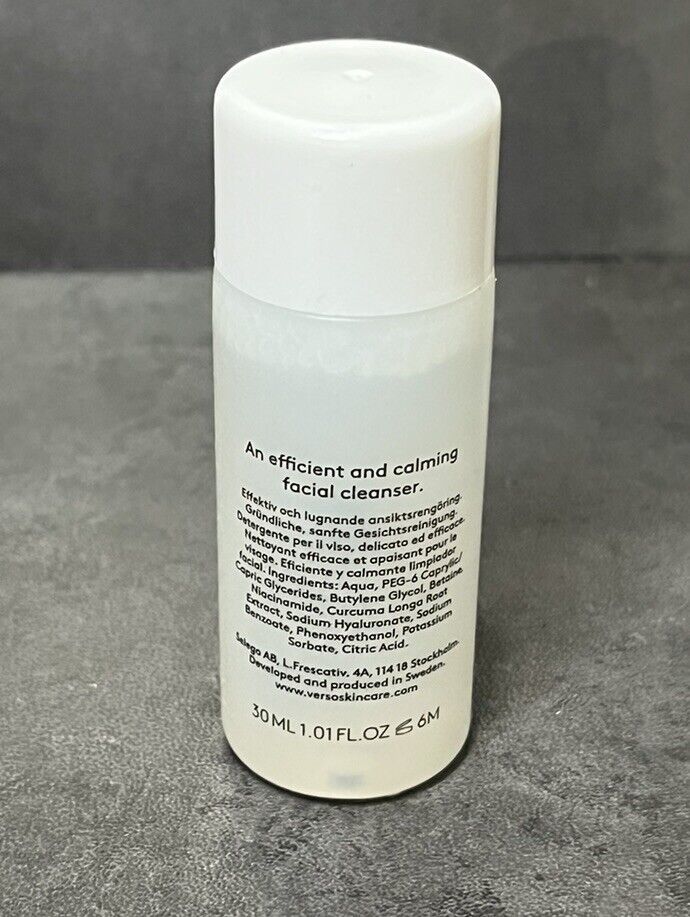 An efficient and calming
facial cleanser.
Effektiv och lugnande ansiktsrengöring.
Gründliche, sanfte Gesichtsreinigung.
Detergente per il viso, delicato ed efficace.
Nettoyant efficace et apaisant pour le
visage. Eficiente y calmante limpiador
facial. Ingredients: Aqua, PEG-6 Caprylic/
Capric Glycerides, Butylene Glycol, Betaine,
Niacinamide, Curcuma Longa Root
Extract, Sodium Hyaluronate, Sodium
Benzoate, Phenoxyethanol, Potassium
Sorbate, Citric Acid.
Selego AB, L.Frescativ. 4A, 114 18 Stockholm.
Developed and produced in Sweden.
www.versoskincare.com
30 ML 1.01 FL.OZ 6M